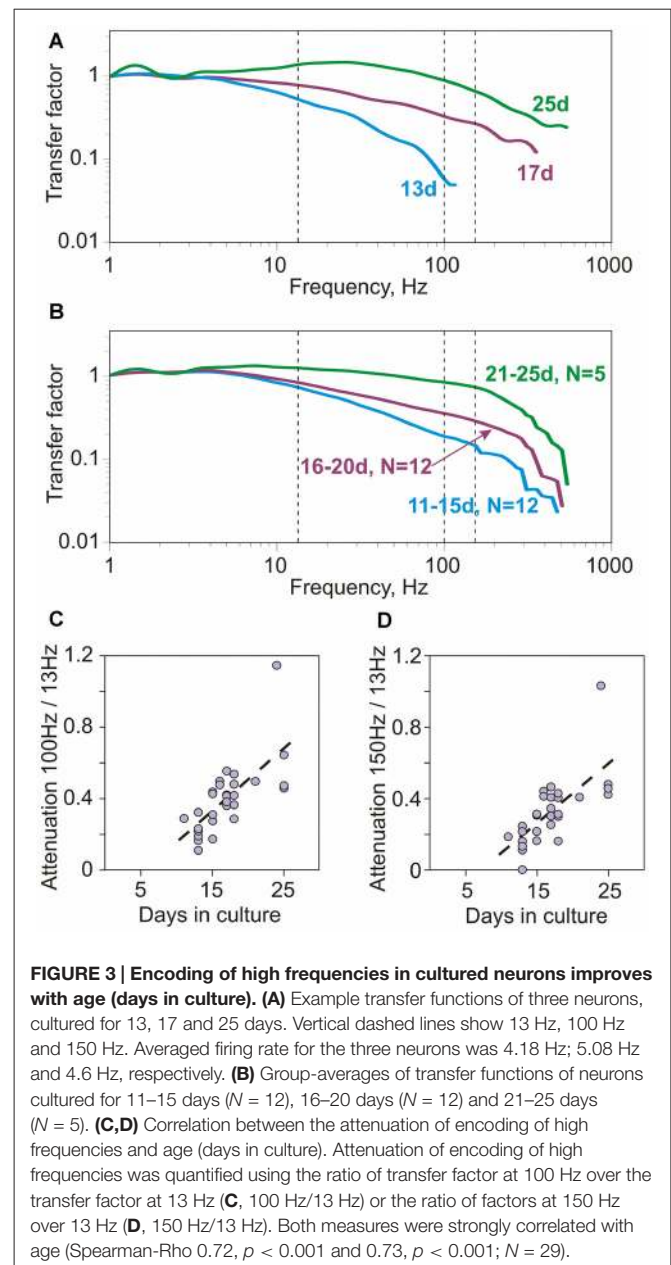 A
Transfer factor
1
0.1
0.01
25d
17d
13d
1 10 100 1000
Frequency, Hz
B
Transfer factor
1
0.1
0.01
21-25d, N=5
16-20d, N=12
11-15d, N=12
1 10 100 1000
Frequency, Hz
C
Attenuation 100Hz / 13Hz
1.2
0.8
0.4
0
5 15 25
Days in culture
D
Attenuation 150Hz / 13Hz
1.2
0.8
0.4
0
5 15 25
Days in culture
FIGURE 3 | Encoding of high frequencies in cultured neurons improves
with age (days in culture). (A) Example transfer functions of three neurons,
cultured for 13, 17 and 25 days. Vertical dashed lines show 13 Hz, 100 Hz
and 150 Hz. Averaged firing rate for the three neurons was 4.18 Hz; 5.08 Hz
and 4.6 Hz, respectively. (B) Group-averages of transfer functions of neurons
cultured for 11–15 days (N = 12), 16–20 days (N = 12) and 21–25 days
(N = 5). (C,D) Correlation between the attenuation of encoding of high
frequencies and age (days in culture). Attenuation of encoding of high
frequencies was quantified using the ratio of transfer factor at 100 Hz over the
transfer factor at 13 Hz (C, 100 Hz/13 Hz) or the ratio of factors at 150 Hz
over 13 Hz (D, 150 Hz/13 Hz). Both measures were strongly correlated with
age (Spearman-Rho 0.72, p < 0.001 and 0.73, p < 0.001; N = 29).